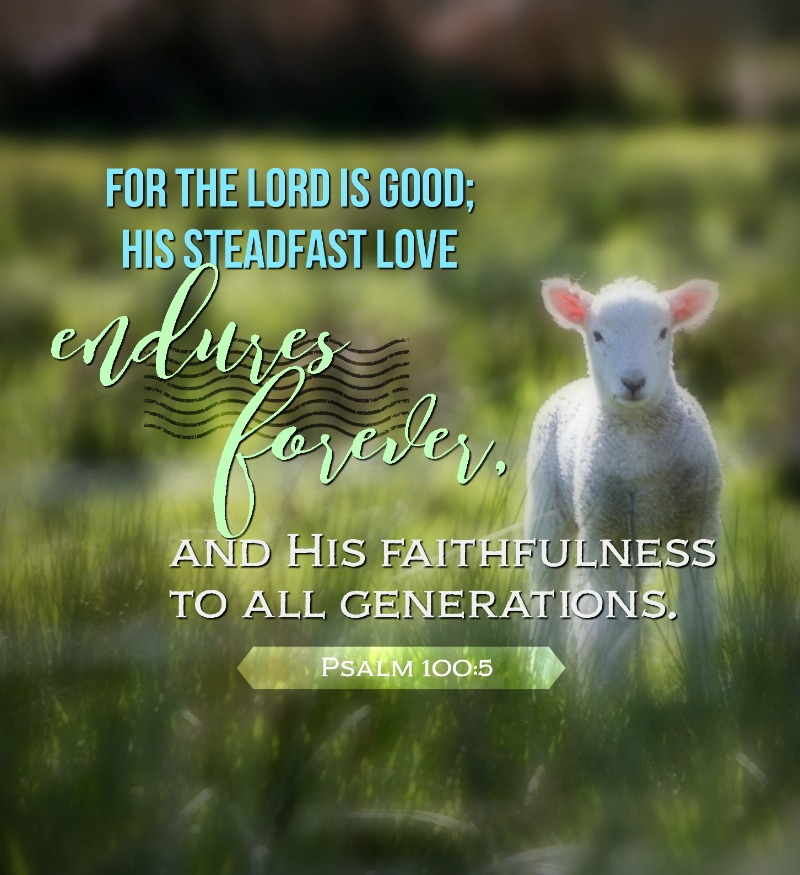 FOR THE LORD IS GOOD;
HIS STEADFAST LOVE
endures
forever,
AND HIS FAITHFULNESS
TO ALL GENERATIONS.
PSALM 100:5